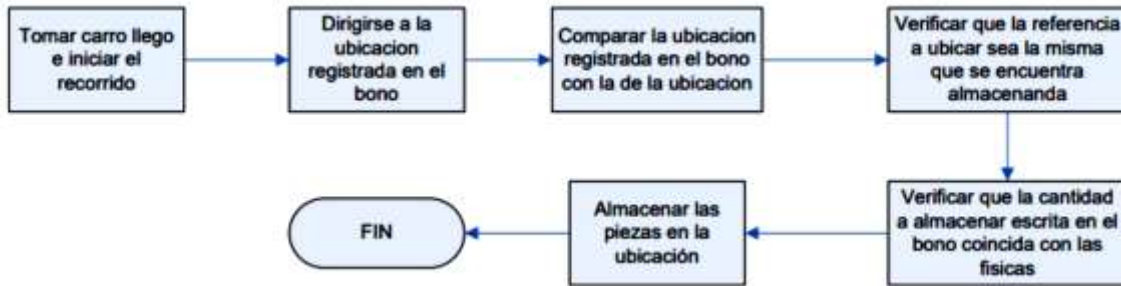 Tomar carro llego
e iniciar el
recorrido
Dirigirse a la
ubicacion
registrada en el
bono
Comparar la ubicacion
registrada en el bono
con la de la ubicacion
Verificar que la referencia
a ubicar sea la misma
que se encuentra
almacenanda
Verificar que la cantidad
a almacenar escrita en el
bono coincida con las
fisicas
Almacenar las
piezas en la
ubicación
FIN